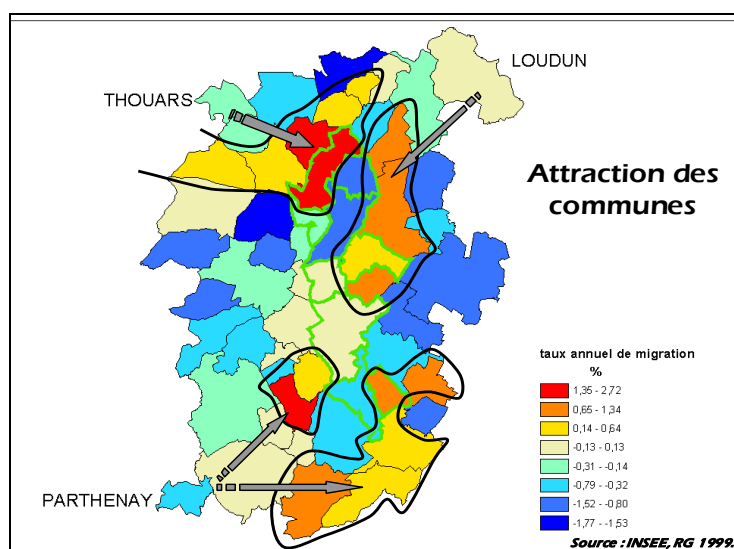 LOUDUN
THOUARS
Attraction des
communes
taux annuel de migration
%
1,35 - 2,72
0,65 - 1,34
0,14 - 0,64
-0,13 - 0,13
-0,31 - -0,14
-0,79 - -0,32
-1,52 - -0,80
-1,77 - -1,53
PARTHENAY
Source : INSEE, RG 1999.